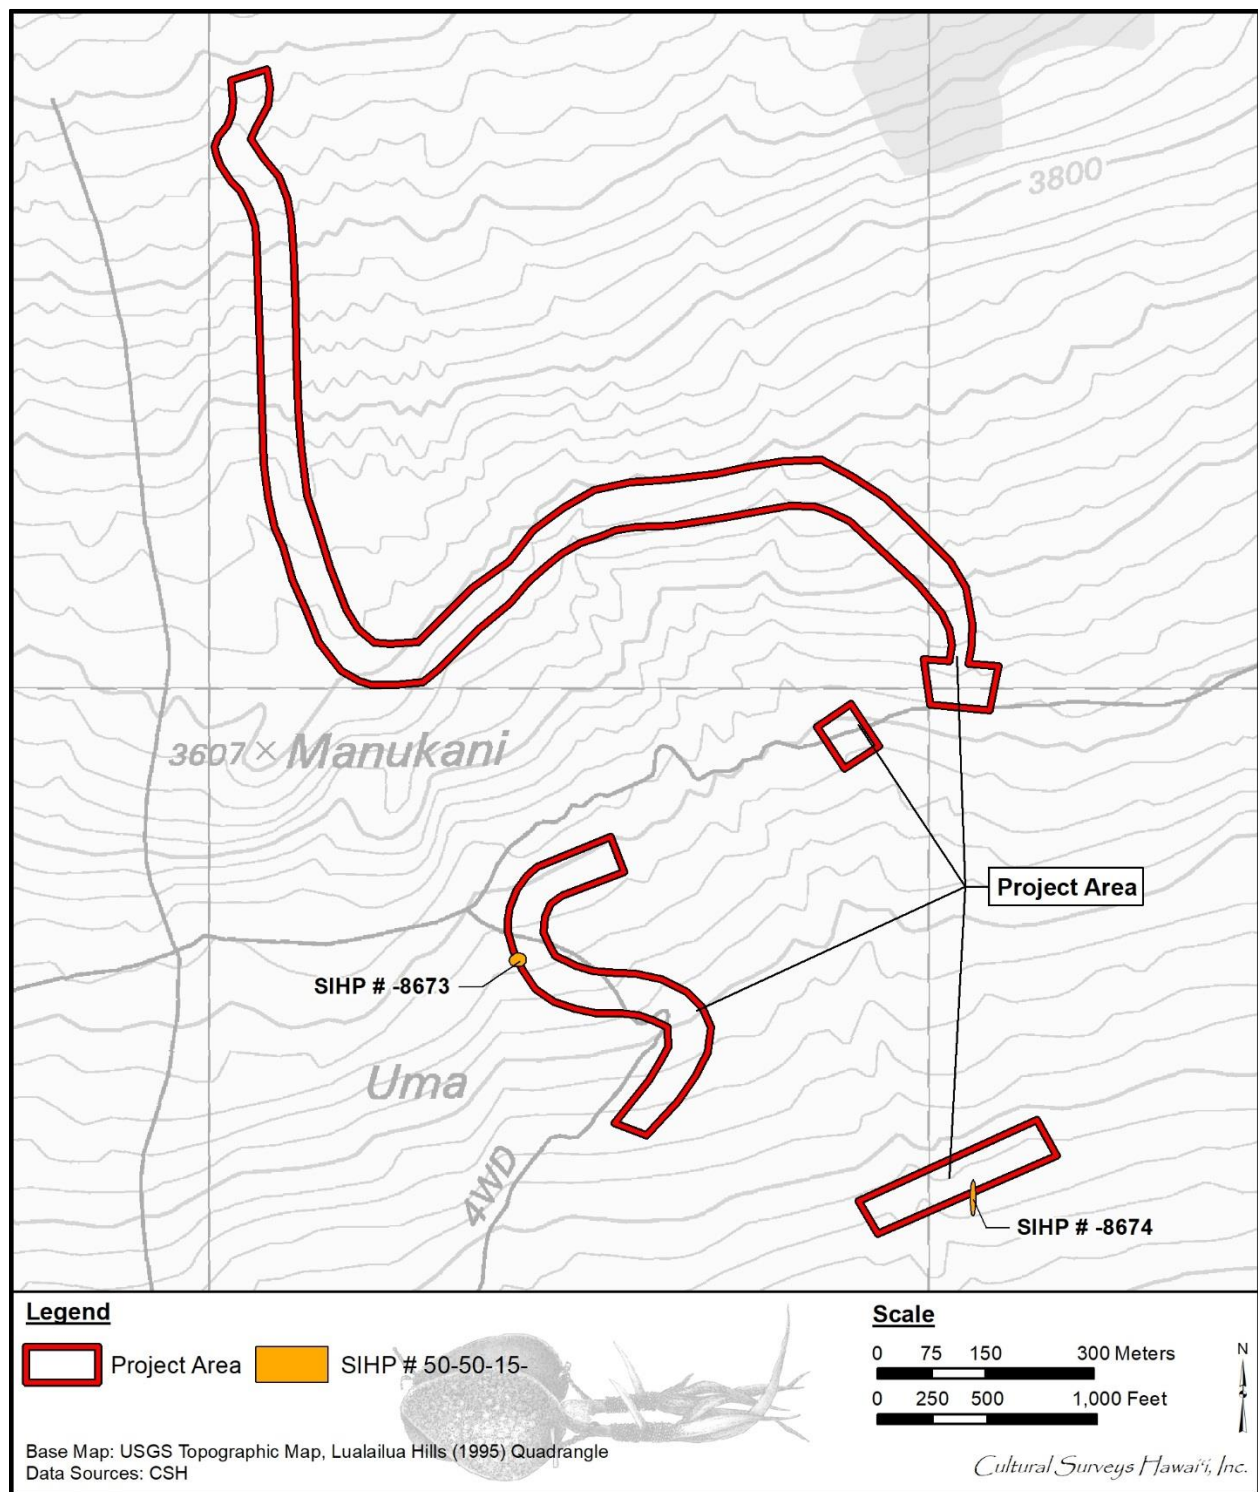 3800
3607 × Manukani
Project Area
SIHP # -8673
Uma
4WD
SIHP # -8674
Legend
Project Area
SIHP # 50-50-15-
Scale
0 75 150 300 Meters
0 250 500 1,000 Feet
N
Base Map: USGS Topographic Map, Lualailua Hills (1995) Quadrangle
Data Sources: CSH
Cultural Surveys Hawaiʻi, Inc.